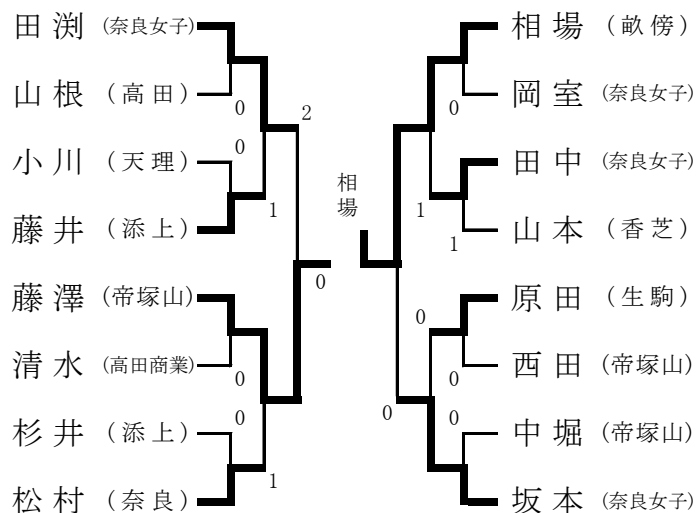 田渕 (奈良女子)
山根 (高田)
0
小川 (天理)
0
藤井 (添上)
1
2
藤澤 (帝塚山)
清水 (高田商業)
0
杉井 (添上)
0
松村 (奈良)
1
0
相場
相場 (畝傍)
岡室 (奈良女子)
0
田中 (奈良女子)
山本 (香芝)
1
1
原田 (生駒)
0
西田 (帝塚山)
0
中堀 (帝塚山)
0
坂本 (奈良女子)
0